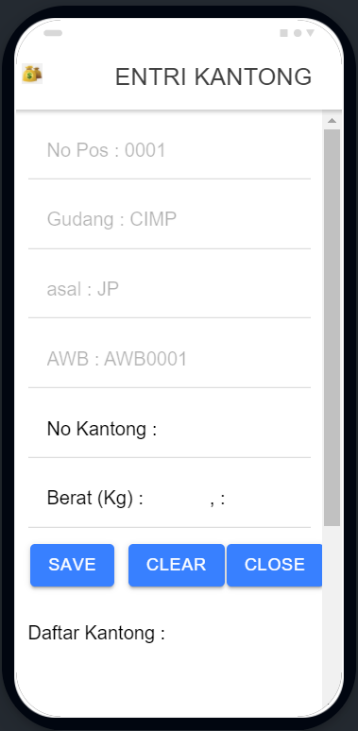 ENTRI KANTONG
No Pos : 0001
Gudang : CIMP
asal : JP
AWB : AWB0001
No Kantong :
Berat (Kg) : , :
SAVE CLEAR CLOSE
Daftar Kantong :